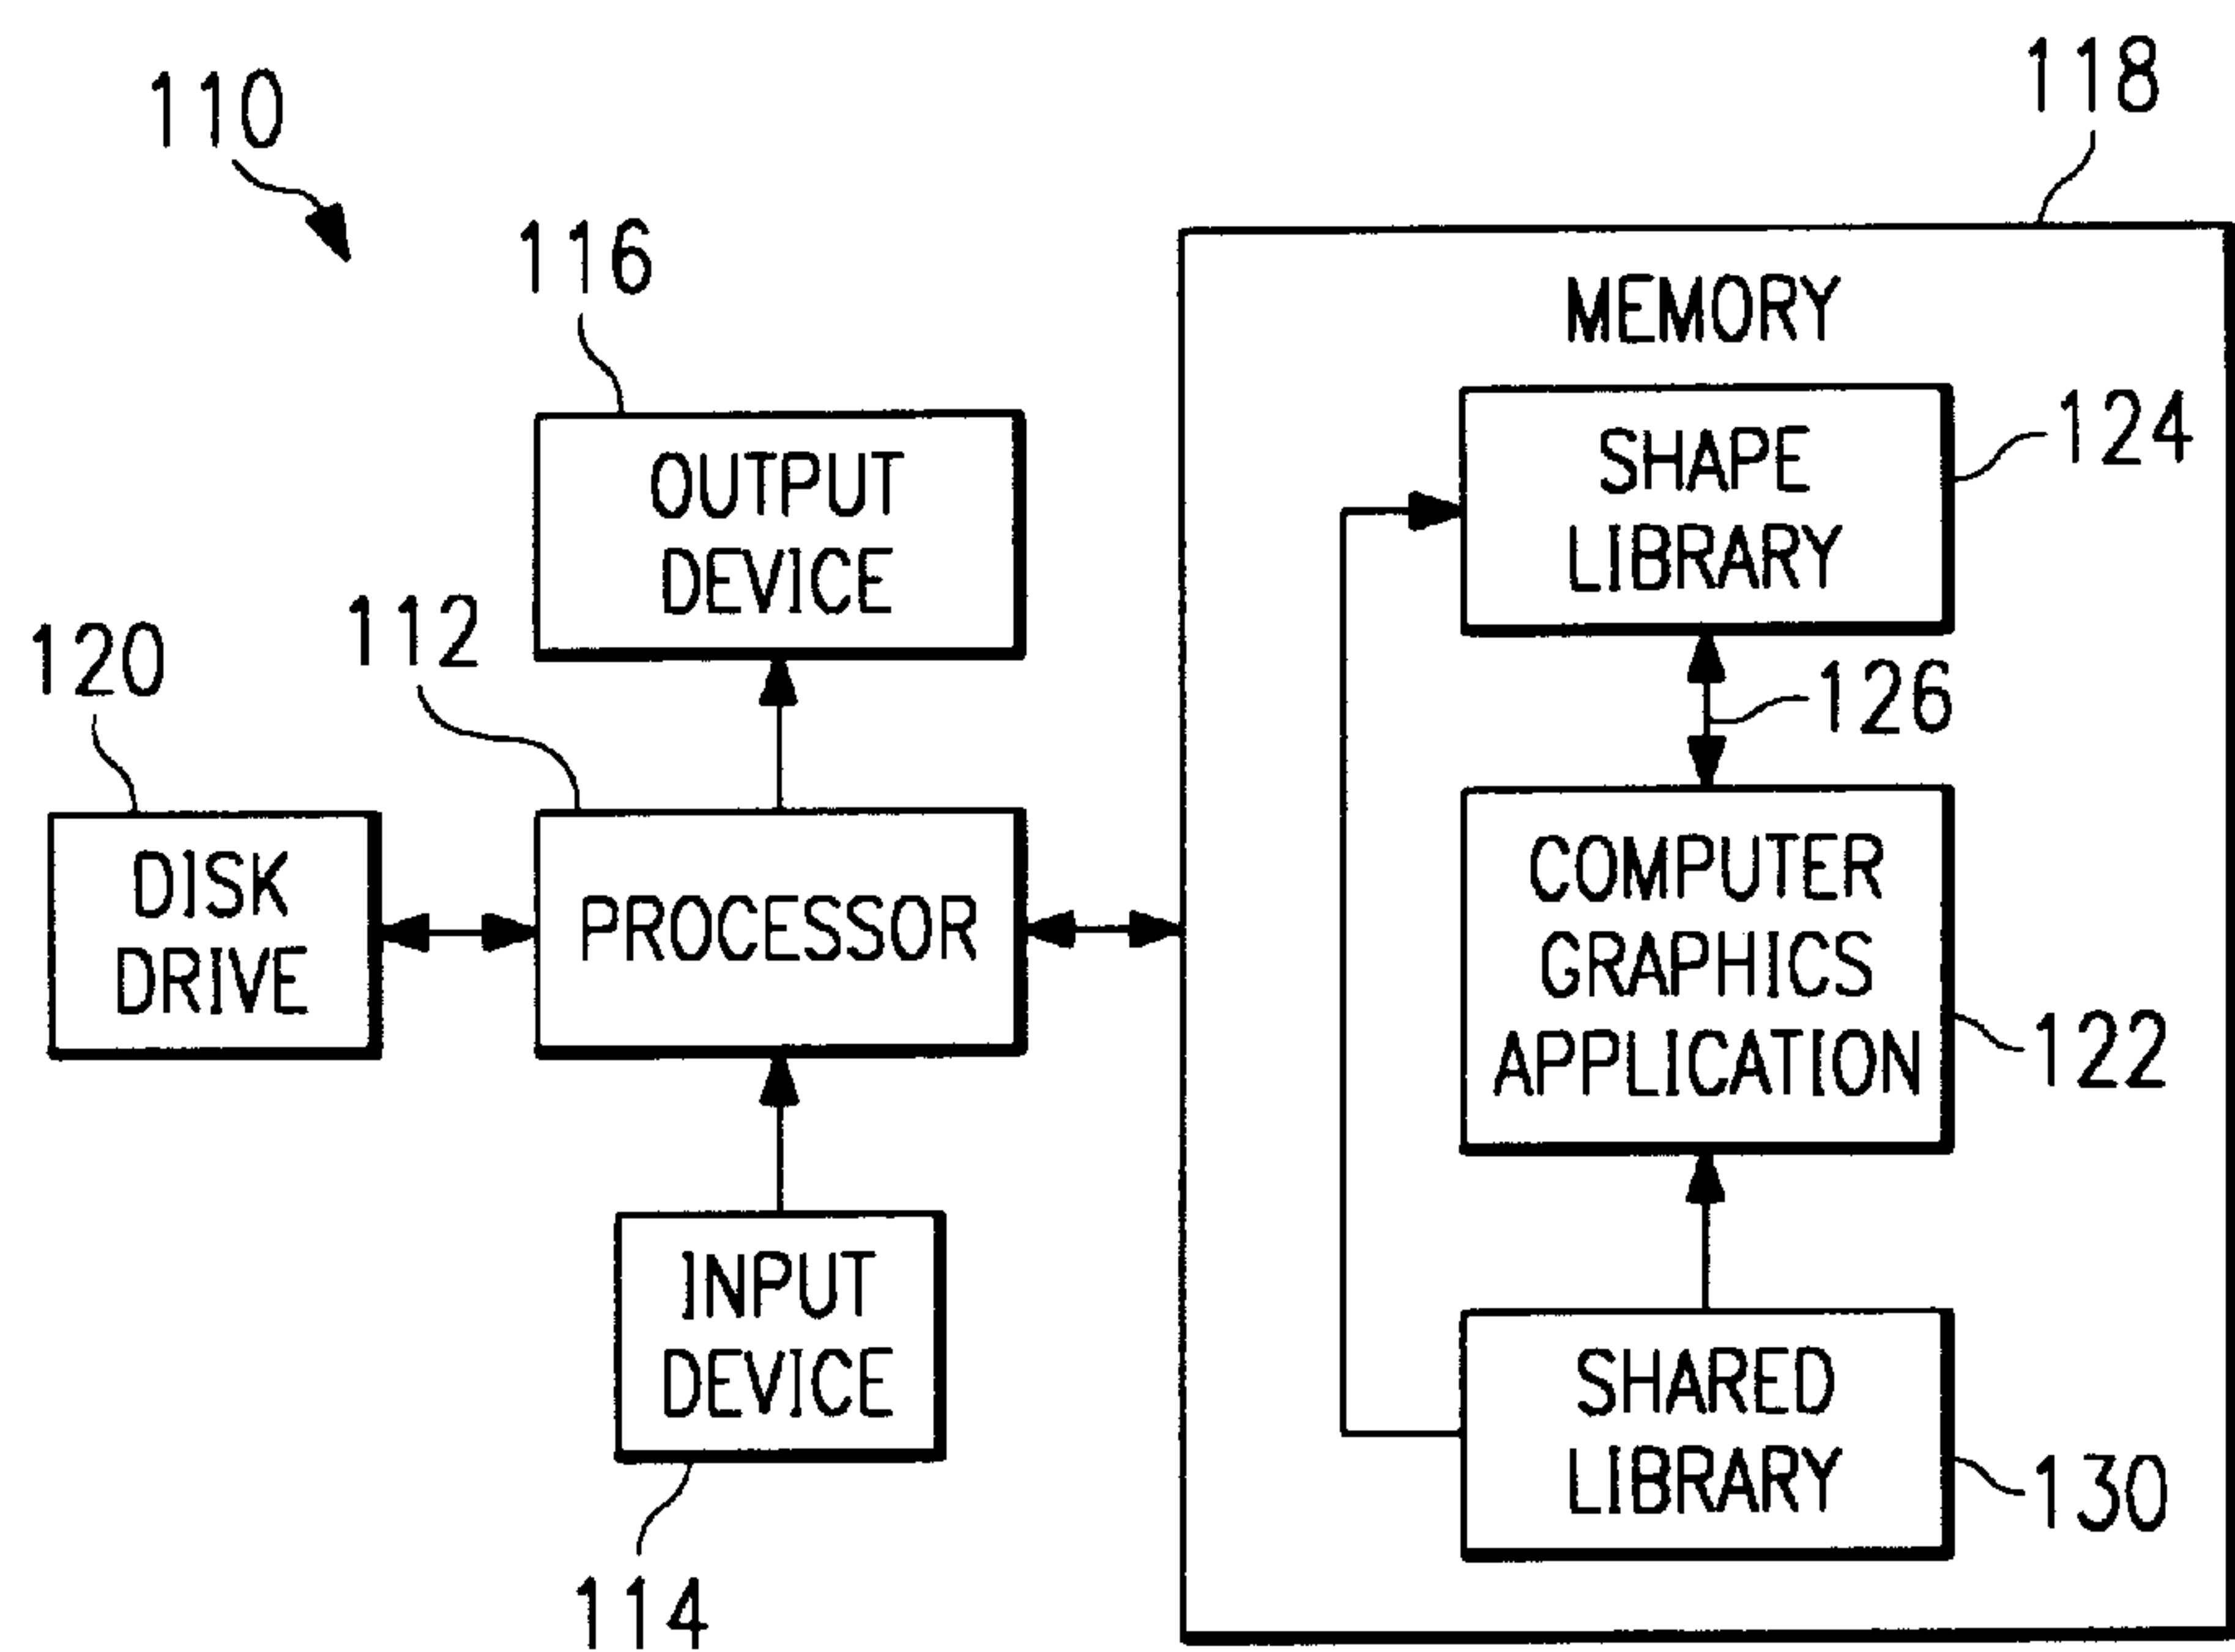 110
118
116
MEMORY
OUTPUT
DEVICE
SHAPE
LIBRARY
124
120
112
126
DISK
DRIVE
PROCESSOR
COMPUTER
GRAPHICS
APPLICATION
122
INPUT
DEVICE
114
SHARED
LIBRARY
130